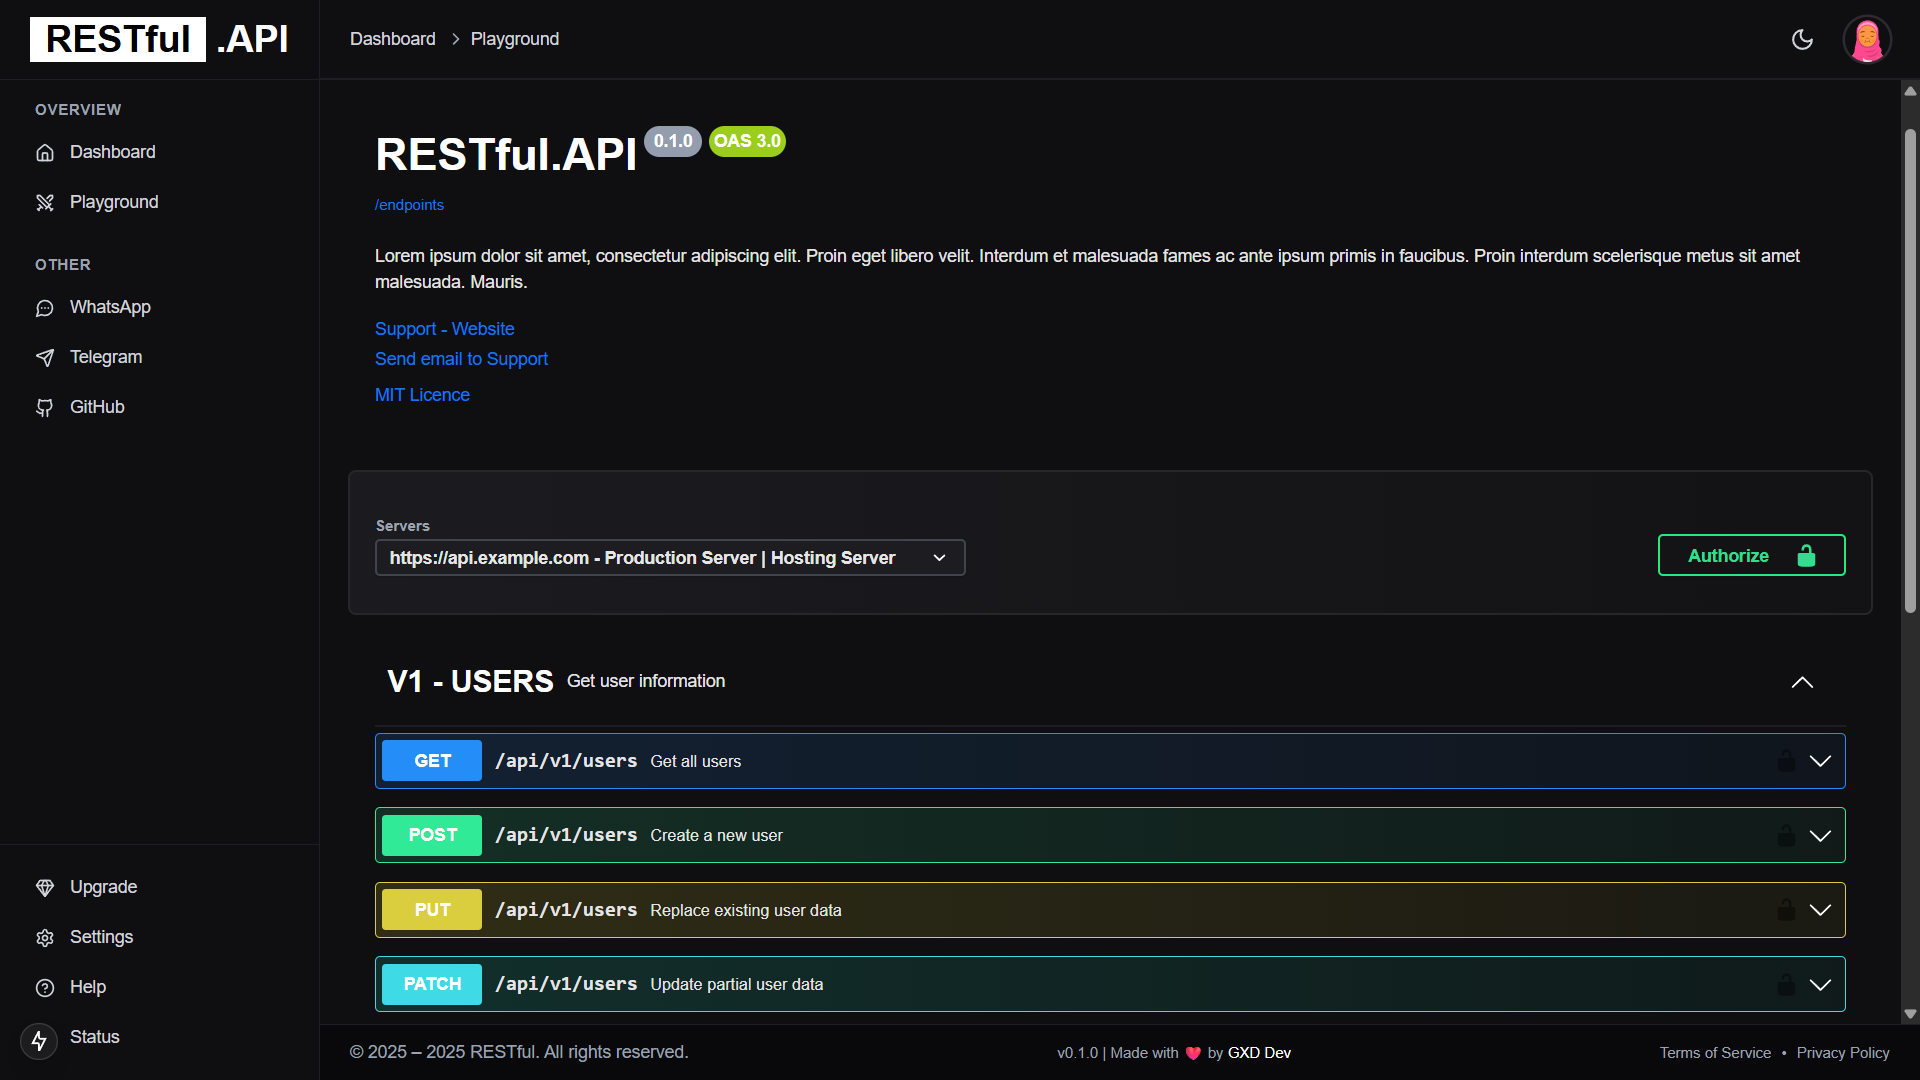 RESTful .API
Dashboard > Playground
OVERVIEW
Dashboard
Playground
OTHER
WhatsApp
Telegram
GitHub
Upgrade
Settings
Help
Status
RESTful.API 0.1.0 OAS 3.0
/endpoints
Lorem ipsum dolor sit amet, consectetur adipiscing elit. Proin eget libero velit. Interdum et malesuada fames ac ante ipsum primis in faucibus. Proin interdum scelerisque metus sit amet
malesuada. Mauris.
Support - Website
Send email to Support
MIT Licence
Servers
https://api.example.com - Production Server | Hosting Server
Authorize
V1 - USERS Get user information
GET /api/v1/users Get all users
POST /api/v1/users Create a new user
PUT /api/v1/users Replace existing user data
PATCH /api/v1/users Update partial user data
© 2025 – 2025 RESTful. All rights reserved.
v0.1.0 | Made with ❤️ by GXD Dev
Terms of Service • Privacy Policy